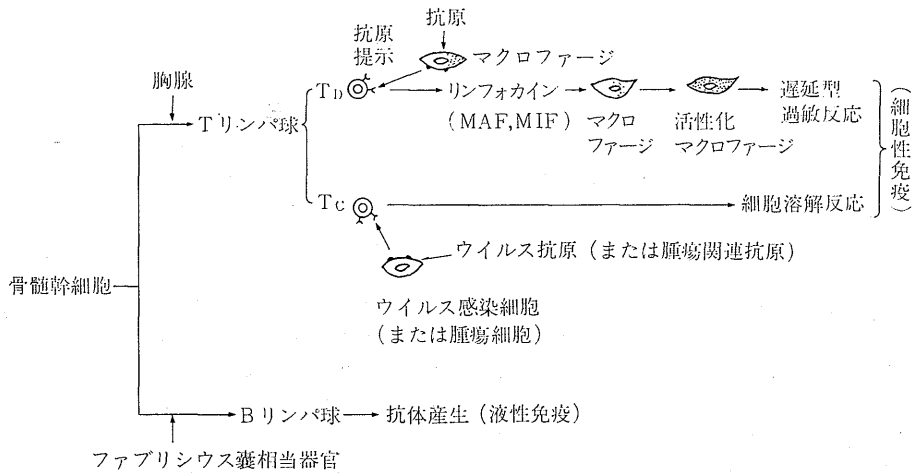 抗原
抗原
提示
マクロファージ
胸腺
TD
リンフォカイン
(MAF,MIF)
マクロ
ファージ
活性化
マクロファージ
遅延型
過敏反応
(細胞性免疫)
Tリンパ球
TC
細胞溶解反応
ウイルス抗原(または腫瘍関連抗原)
骨髄幹細胞
ウイルス感染細胞
(または腫瘍細胞)
Bリンパ球
抗体産生(液性免疫)
ファブリシウス嚢相当器官